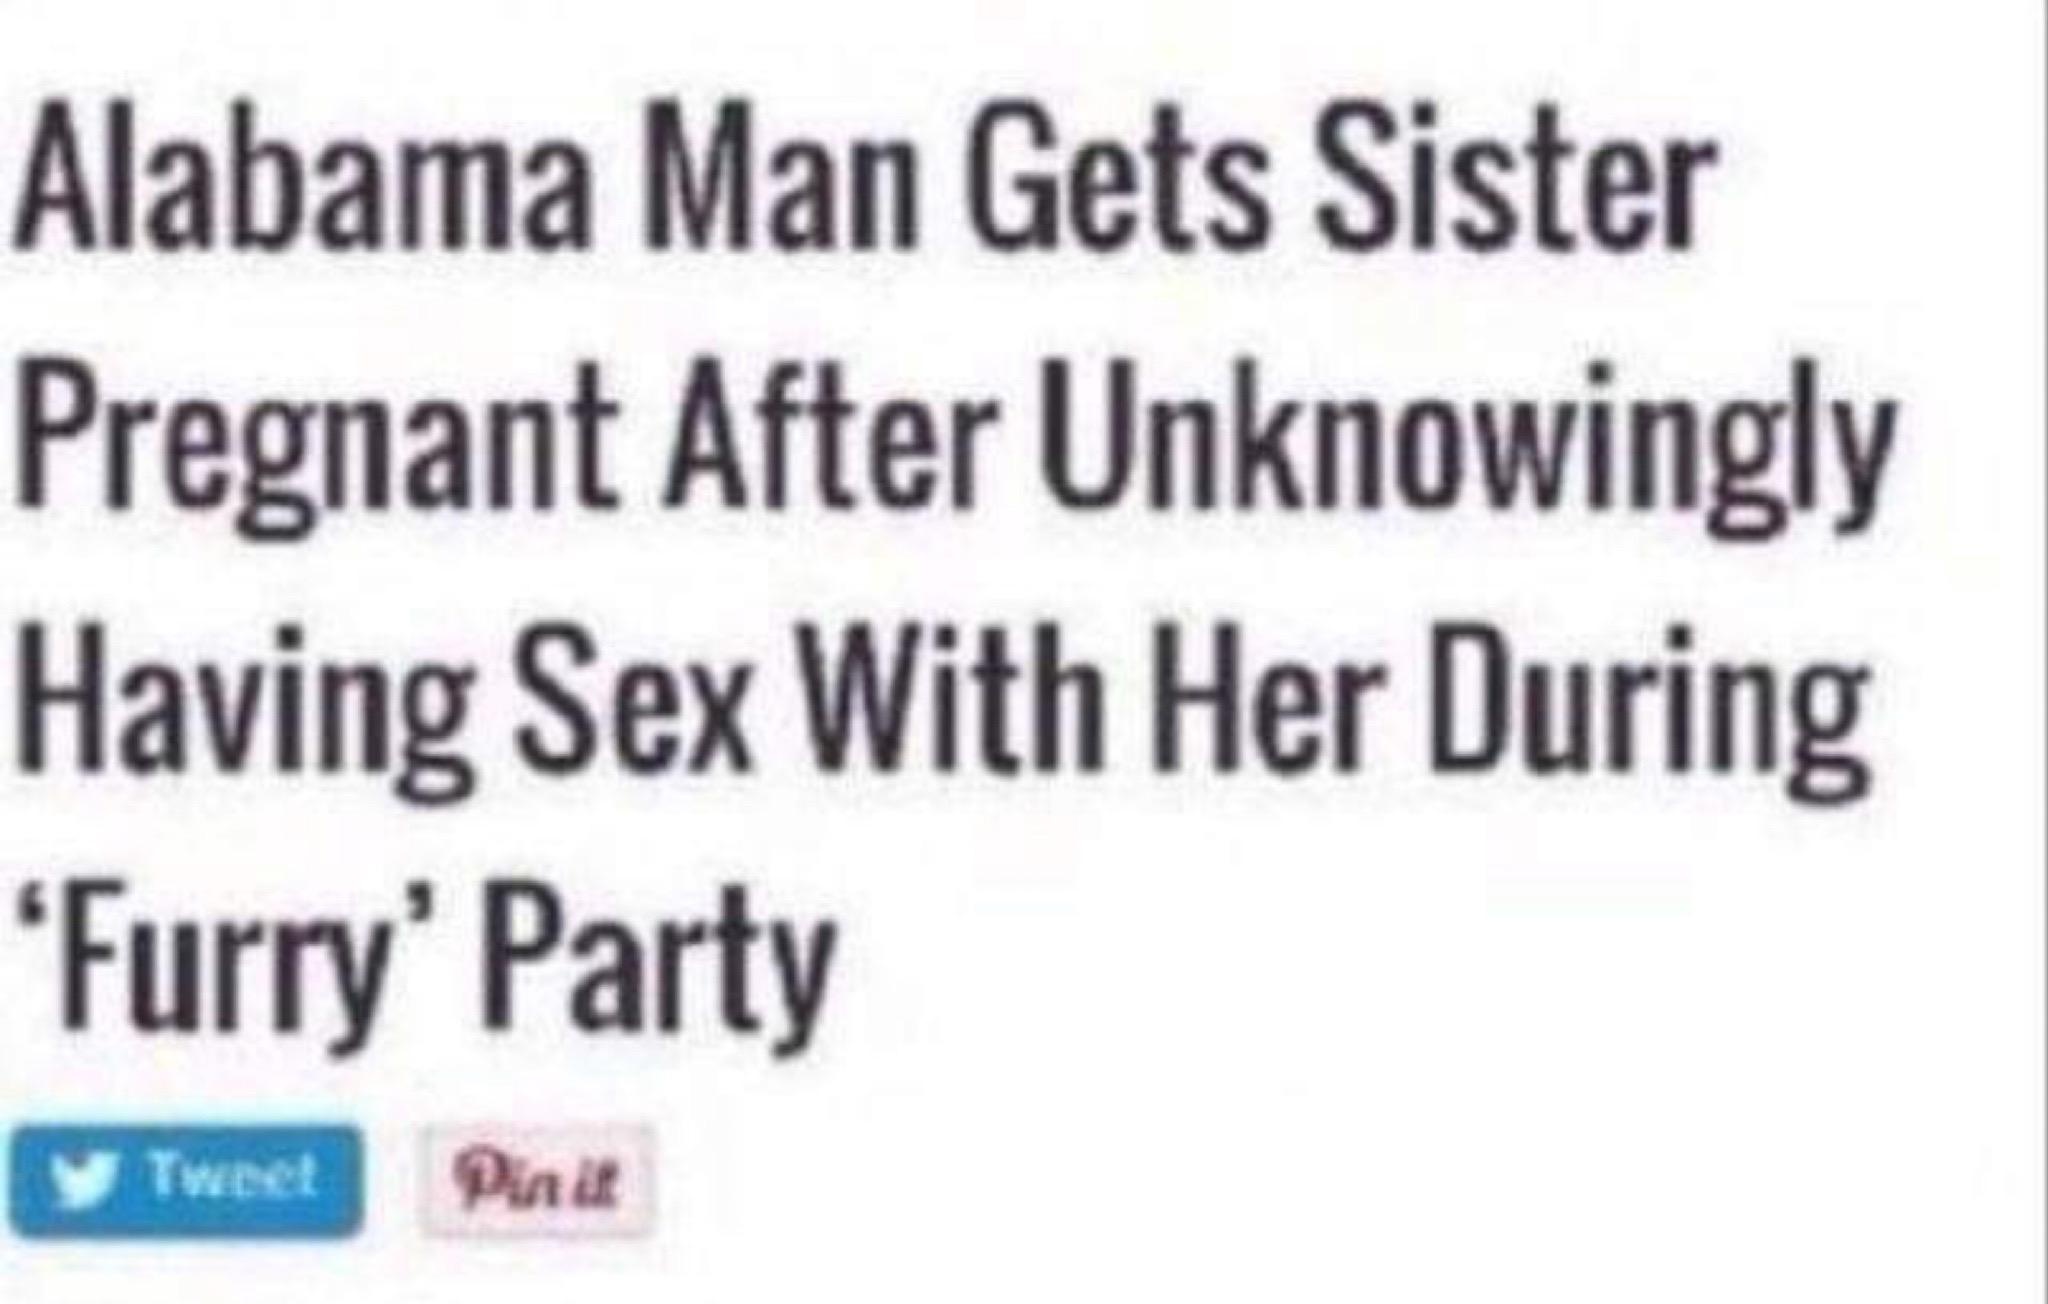 Alabama Man Gets Sister
Pregnant After Unknowingly
Having Sex With Her During
‘Furry’ Party
Tweet
Pin it